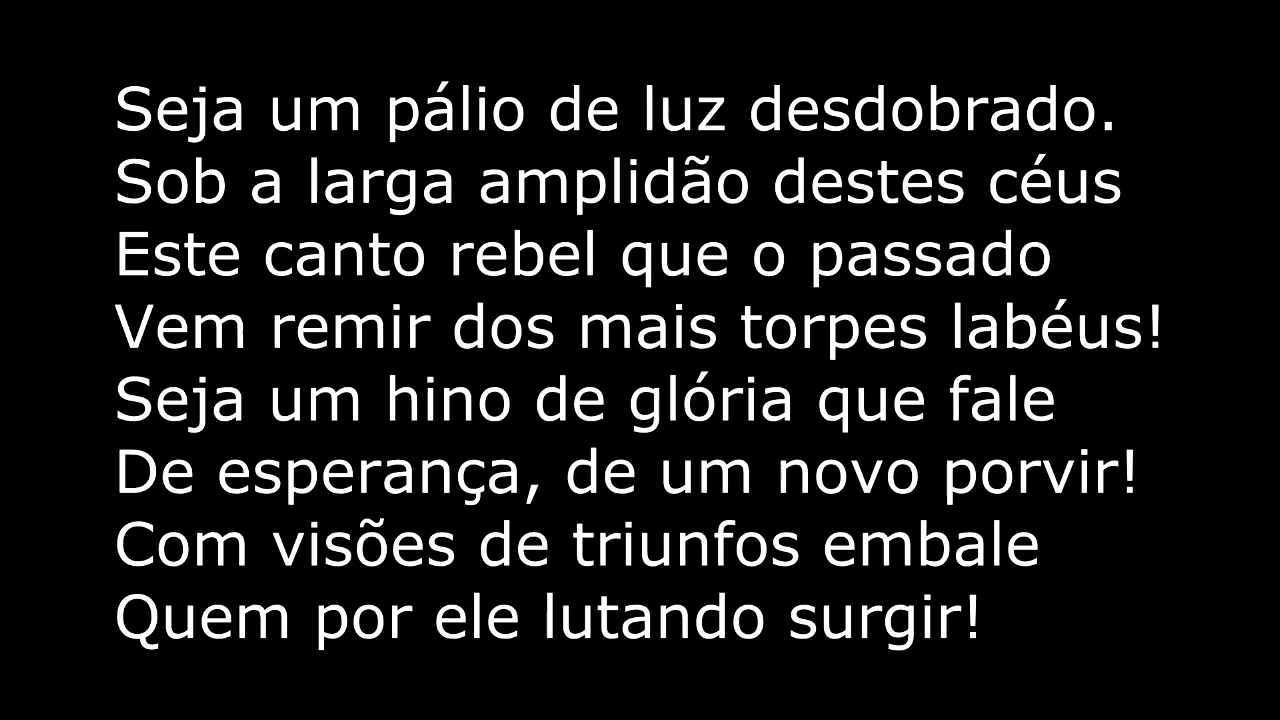 Seja um pálio de luz desdobrado.
Sob a larga amplidão destes céus
Este canto rebel que o passado
Vem remir dos mais torpes labéus!
Seja um hino de glória que fale
De esperança, de um novo porvir!
Com visões de triunfos embale
Quem por ele lutando surgir!